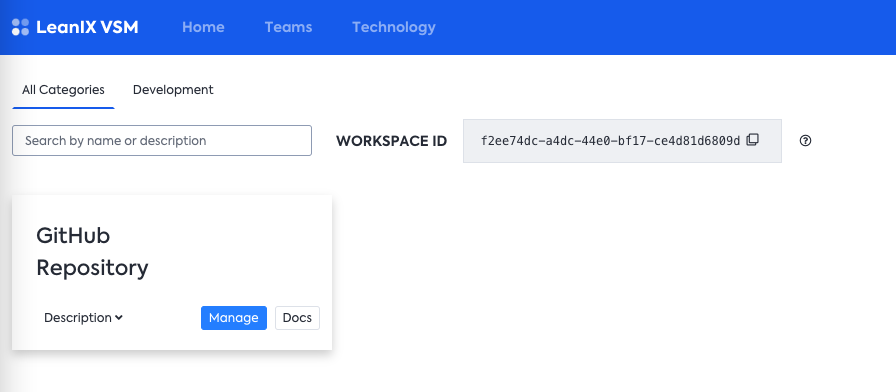 LeanIX VSM Home Teams Technology
All Categories Development
Search by name or description WORKSPACE ID f2ee74dc-a4dc-44e0-bf17-ce4d81d6809d
GitHub
Repository
Description Manage Docs